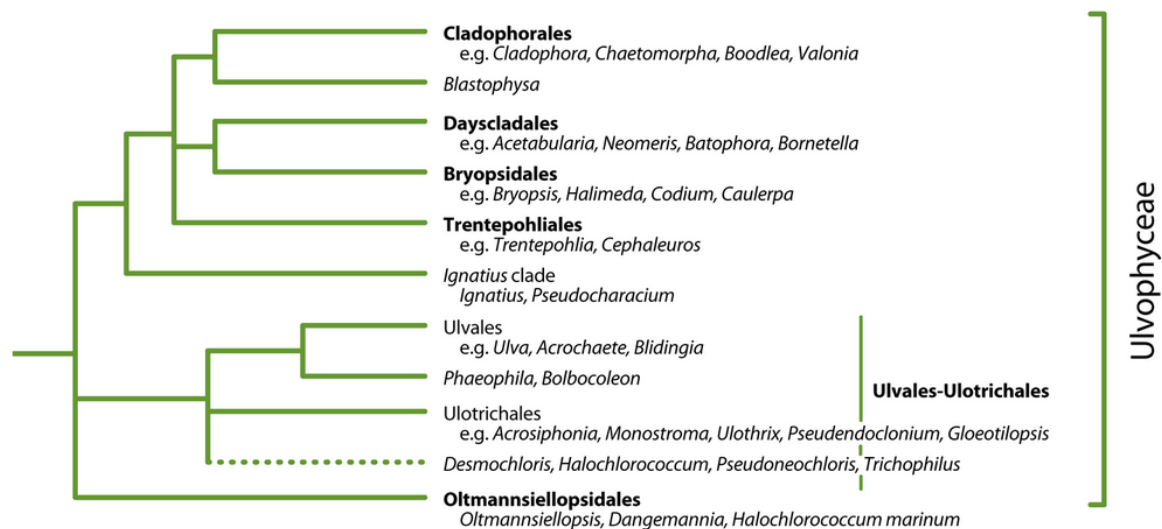 Cladophorales
e.g. Cladophora, Chaetomorpha, Boodlea, Valonia
Blastophysa
Dayscladales
e.g. Acetabularia, Neomeris, Batophora, Bornetella
Bryopsidales
e.g. Bryopsis, Halimeda, Codium, Caulerpa
Trentepohliales
e.g. Trentepohlia, Cephaleuros
Ignatius clade
Ignatius, Pseudocharacium
Ulvales
e.g. Ulva, Acrochaete, Blidingia
Phaeophila, Bolbocoleon
Ulvales-Ulotrichales
Ulotrichales
e.g. Acrosiphonia, Monostroma, Ulothrix, Pseudendoclonium, Gloeotilopsis
Desmochloris, Halochlorococcum, Pseudoneochloris, Trichophilus
Oltmannsiellopsidales
Oltmannsiellopsis, Dangemannia, Halochlorococcum marinum
Ulvophyceae